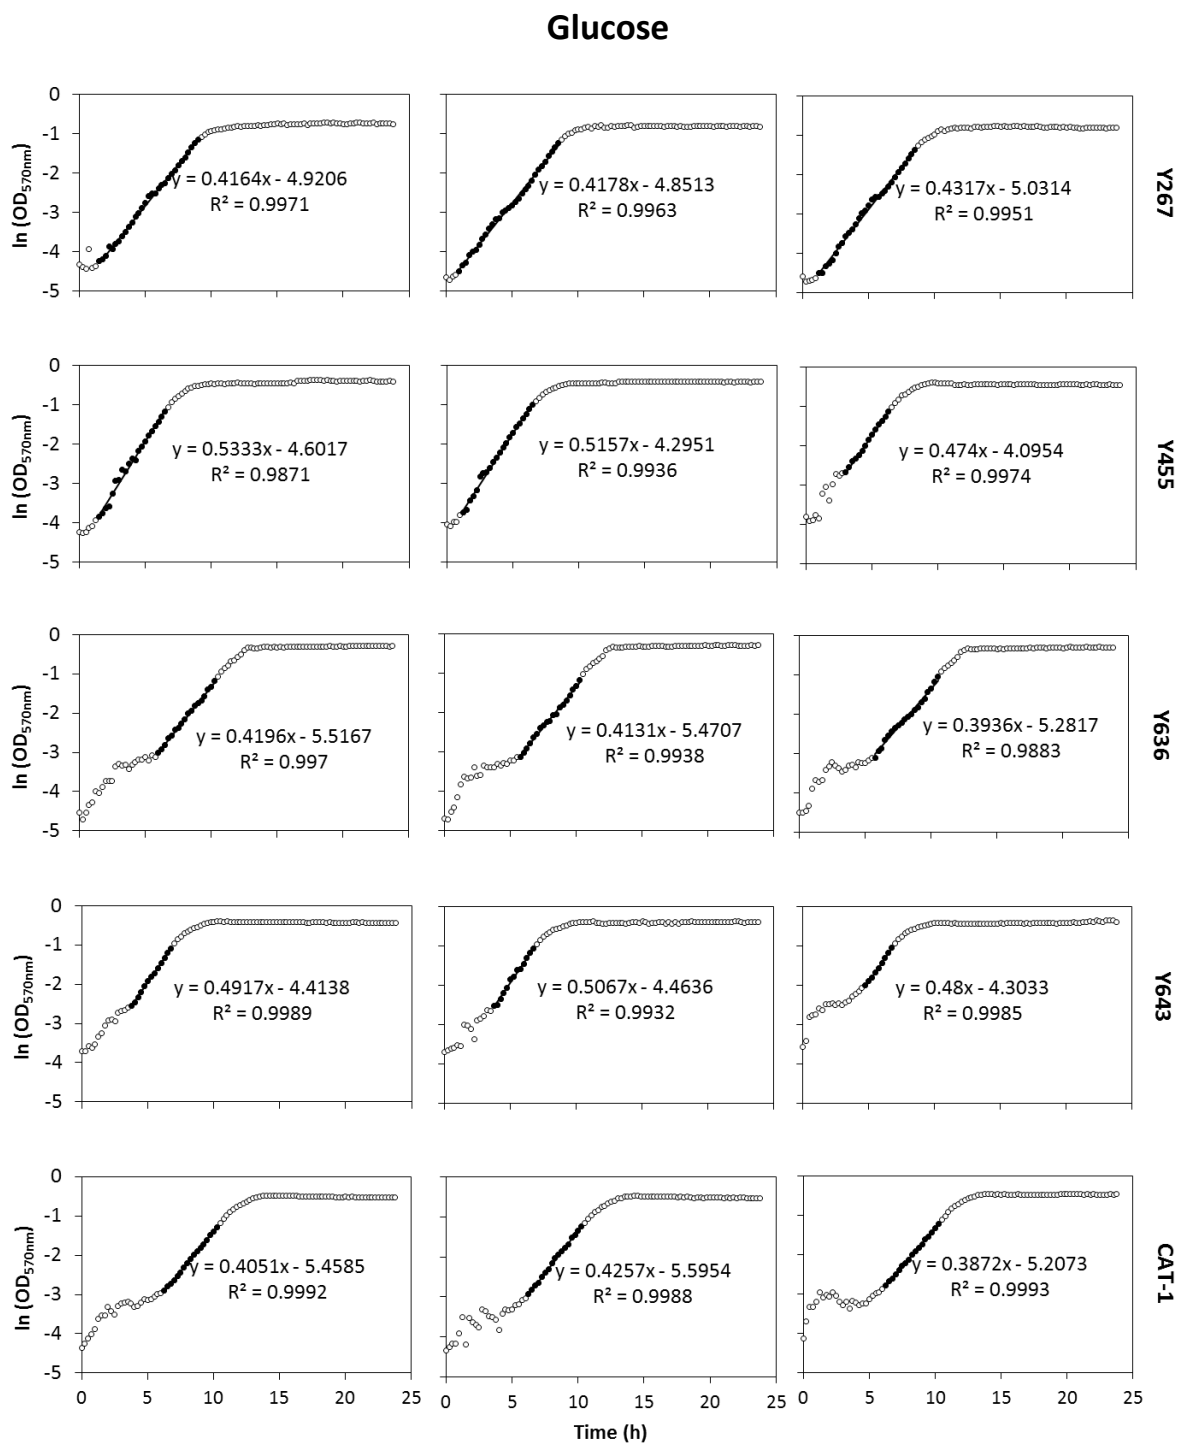 Glucose
0
-1
-2
-3
-4
-5
ln (OD570nm)
y = 0.4164x - 4.9206
R² = 0.9971
y = 0.4178x - 4.8513
R² = 0.9963
y = 0.4317x - 5.0314
R² = 0.9951
Y267
0
-1
-2
-3
-4
-5
ln (OD570nm)
y = 0.5333x - 4.6017
R² = 0.9871
y = 0.5157x - 4.2951
R² = 0.9936
y = 0.474x - 4.0954
R² = 0.9974
Y455
0
-1
-2
-3
-4
-5
ln (OD570nm)
y = 0.4196x - 5.5167
R² = 0.997
y = 0.4131x - 5.4707
R² = 0.9938
y = 0.3936x - 5.2817
R² = 0.9883
Y636
0
-1
-2
-3
-4
-5
ln (OD570nm)
y = 0.4917x - 4.4138
R² = 0.9989
y = 0.5067x - 4.4636
R² = 0.9932
y = 0.48x - 4.3033
R² = 0.9985
Y643
0
-1
-2
-3
-4
-5
ln (OD570nm)
y = 0.4051x - 5.4585
R² = 0.9992
y = 0.4257x - 5.5954
R² = 0.9988
y = 0.3872x - 5.2073
R² = 0.9993
CAT-1
0 5 10 15 20 25
0 5 10 15 20 25
0 5 10 15 20 25
Time (h)